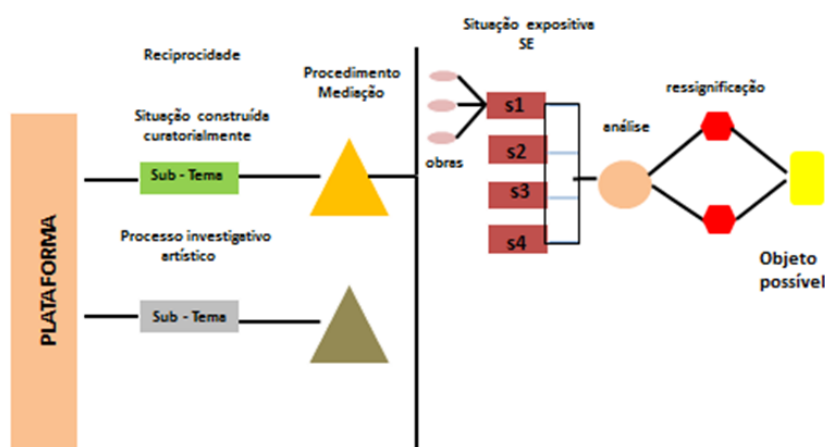 PLATAFORMA
Reciprocidade
Situação construída
curatorialmente
Sub - Tema
Processo investigativo
artístico
Sub - Tema
Procedimento
Mediação
Situação expositiva
SE
obras
s1
s2
s3
s4
análise
ressignificação
Objeto
possível